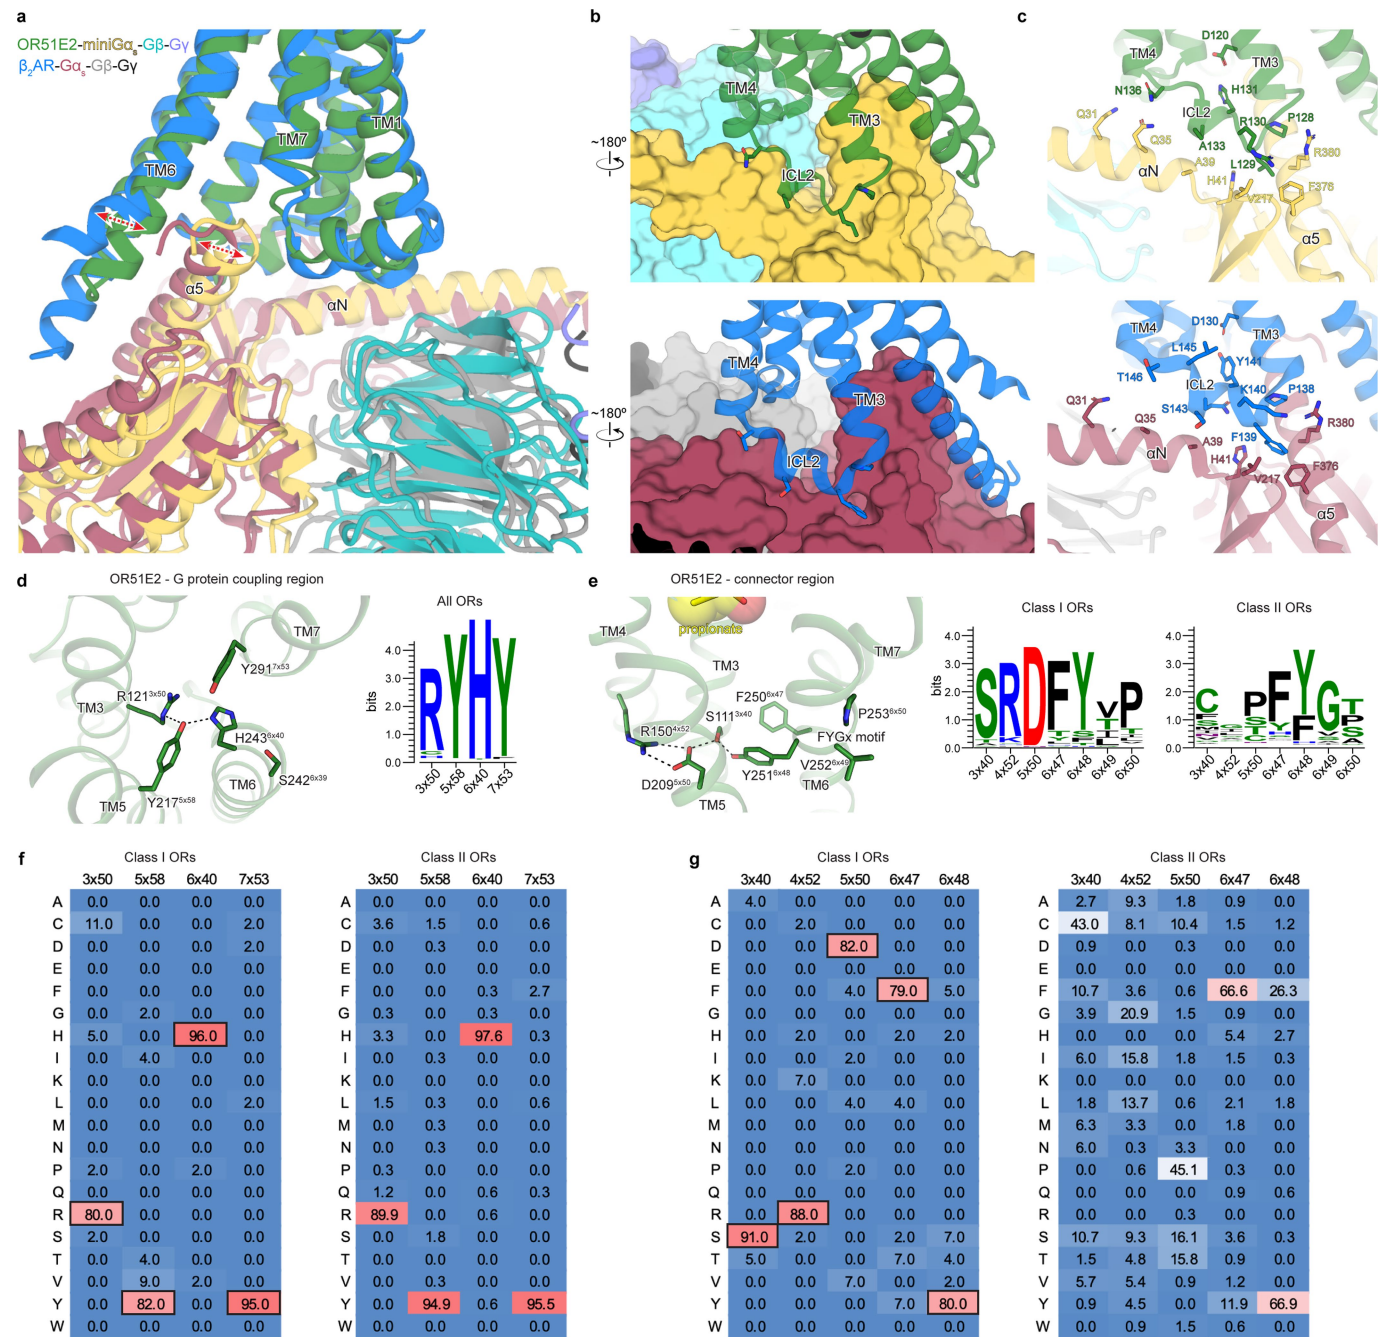 a
OR51E2-miniGαs-Gβ-Gγ
β2AR-Gαs-Gβ-Gγ
TM6
TM7
TM1
α5
αN
~180º
~180º
b
TM4
TM3
ICL2
TM4
TM3
ICL2
c
D120
TM4
TM3
N136
H131
Q31
ICL2
R130
P128
Q35
A133
R380
L129
A39
αN
H41
F376
V217
α5
TM4
D130
TM3
L145
Y141
T146
ICL2
K140
P138
Q31
S143
Q35
R380
F139
A39
αN
H41
F376
V217
α5
d
OR51E2 - G protein coupling region
TM7
Y291 7x53
R121 3x50
TM3
H243 6x40
S242 6x39
TM6
TM5
Y217 5x58
All ORs
bits
4.0
3.0
2.0
1.0
0.0
R Y H Y
3x50 5x58 6x40 7x53
e
OR51E2 - connector region
propionate
TM4
TM7
TM3
F250 6x47
S111 3x40
P253 6x50
R150 4x52
FYGx motif
V252 6x49
Y251 6x48
D209 5x50
TM6
TM5
Class I ORs
bits
4.0
3.0
2.0
1.0
0.0
S R D F Y V P
3x40 4x52 5x50 6x47 6x48 6x49 6x50
Class II ORs
bits
4.0
3.0
2.0
1.0
0.0
C P F Y G T
3x40 4x52 5x50 6x47 6x48 6x49 6x50
f
Class I ORs
3x50 5x58 6x40 7x53
A 0.0 0.0 0.0 0.0
C 11.0 0.0 0.0 2.0
D 0.0 0.0 0.0 2.0
E 0.0 0.0 0.0 0.0
F 0.0 0.0 0.0 0.0
G 0.0 2.0 0.0 0.0
H 5.0 0.0 96.0 0.0
I 0.0 4.0 0.0 0.0
K 0.0 0.0 0.0 0.0
L 0.0 0.0 0.0 2.0
M 0.0 0.0 0.0 0.0
N 0.0 0.0 0.0 0.0
P 2.0 0.0 2.0 0.0
Q 0.0 0.0 0.0 0.0
R 80.0 0.0 0.0 0.0
S 2.0 0.0 0.0 0.0
T 0.0 4.0 0.0 0.0
V 0.0 9.0 2.0 0.0
Y 0.0 82.0 0.0 95.0
W 0.0 0.0 0.0 0.0
Class II ORs
3x50 5x58 6x40 7x53
A 0.0 0.0 0.0 0.0
C 3.6 1.5 0.0 0.6
D 0.0 0.3 0.0 0.0
E 0.0 0.0 0.0 0.0
F 0.0 0.0 0.3 2.7
G 0.3 0.0 0.3 0.0
H 3.3 0.0 97.6 0.3
I 0.0 0.3 0.0 0.0
K 0.0 0.0 0.0 0.0
L 1.5 0.3 0.0 0.6
M 0.0 0.3 0.0 0.0
N 0.0 0.3 0.0 0.0
P 0.3 0.0 0.0 0.0
Q 1.2 0.0 0.6 0.3
R 89.9 0.0 0.6 0.0
S 0.0 1.8 0.0 0.0
T 0.0 0.0 0.0 0.0
V 0.0 0.3 0.0 0.0
Y 0.0 94.9 0.6 95.5
W 0.0 0.0 0.0 0.0
g
Class I ORs
3x40 4x52 5x50 6x47 6x48
A 4.0 0.0 0.0 0.0 0.0
C 0.0 2.0 0.0 0.0 0.0
D 0.0 0.0 82.0 0.0 0.0
E 0.0 0.0 0.0 0.0 0.0
F 0.0 0.0 4.0 79.0 5.0
G 0.0 0.0 0.0 0.0 0.0
H 0.0 2.0 0.0 2.0 2.0
I 0.0 0.0 2.0 0.0 0.0
K 0.0 7.0 0.0 0.0 0.0
L 0.0 0.0 4.0 4.0 0.0
M 0.0 0.0 0.0 0.0 0.0
N 0.0 0.0 0.0 0.0 0.0
P 0.0 0.0 2.0 0.0 0.0
Q 0.0 0.0 0.0 0.0 0.0
R 0.0 88.0 0.0 0.0 0.0
S 91.0 2.0 0.0 2.0 7.0
T 5.0 0.0 0.0 7.0 4.0
V 0.0 0.0 7.0 0.0 2.0
Y 0.0 0.0 0.0 7.0 80.0
W 0.0 0.0 0.0 0.0 0.0
Class II ORs
3x40 4x52 5x50 6x47 6x48
A 2.7 9.3 1.8 0.9 0.0
C 43.0 8.1 10.4 1.5 1.2
D 0.9 0.0 0.3 0.0 0.0
E 0.0 0.0 0.0 0.0 0.0
F 10.7 3.6 0.6 66.6 26.3
G 3.9 20.9 1.5 0.9 0.0
H 0.0 0.0 0.0 5.4 2.7
I 6.0 15.8 1.8 1.5 0.3
K 0.0 0.0 0.0 0.0 0.0
L 1.8 13.7 0.6 2.1 1.8
M 6.3 3.3 0.0 1.8 0.0
N 6.0 0.3 3.3 0.0 0.0
P 0.0 0.6 45.1 0.3 0.0
Q 0.0 0.0 0.0 0.9 0.6
R 0.0 0.0 0.3 0.0 0.0
S 10.7 9.3 16.1 3.6 0.3
T 1.5 4.8 15.8 0.9 0.0
V 5.7 5.4 0.9 1.2 0.0
Y 0.9 4.5 0.0 11.9 66.9
W 0.0 0.9 1.5 0.6 0.0